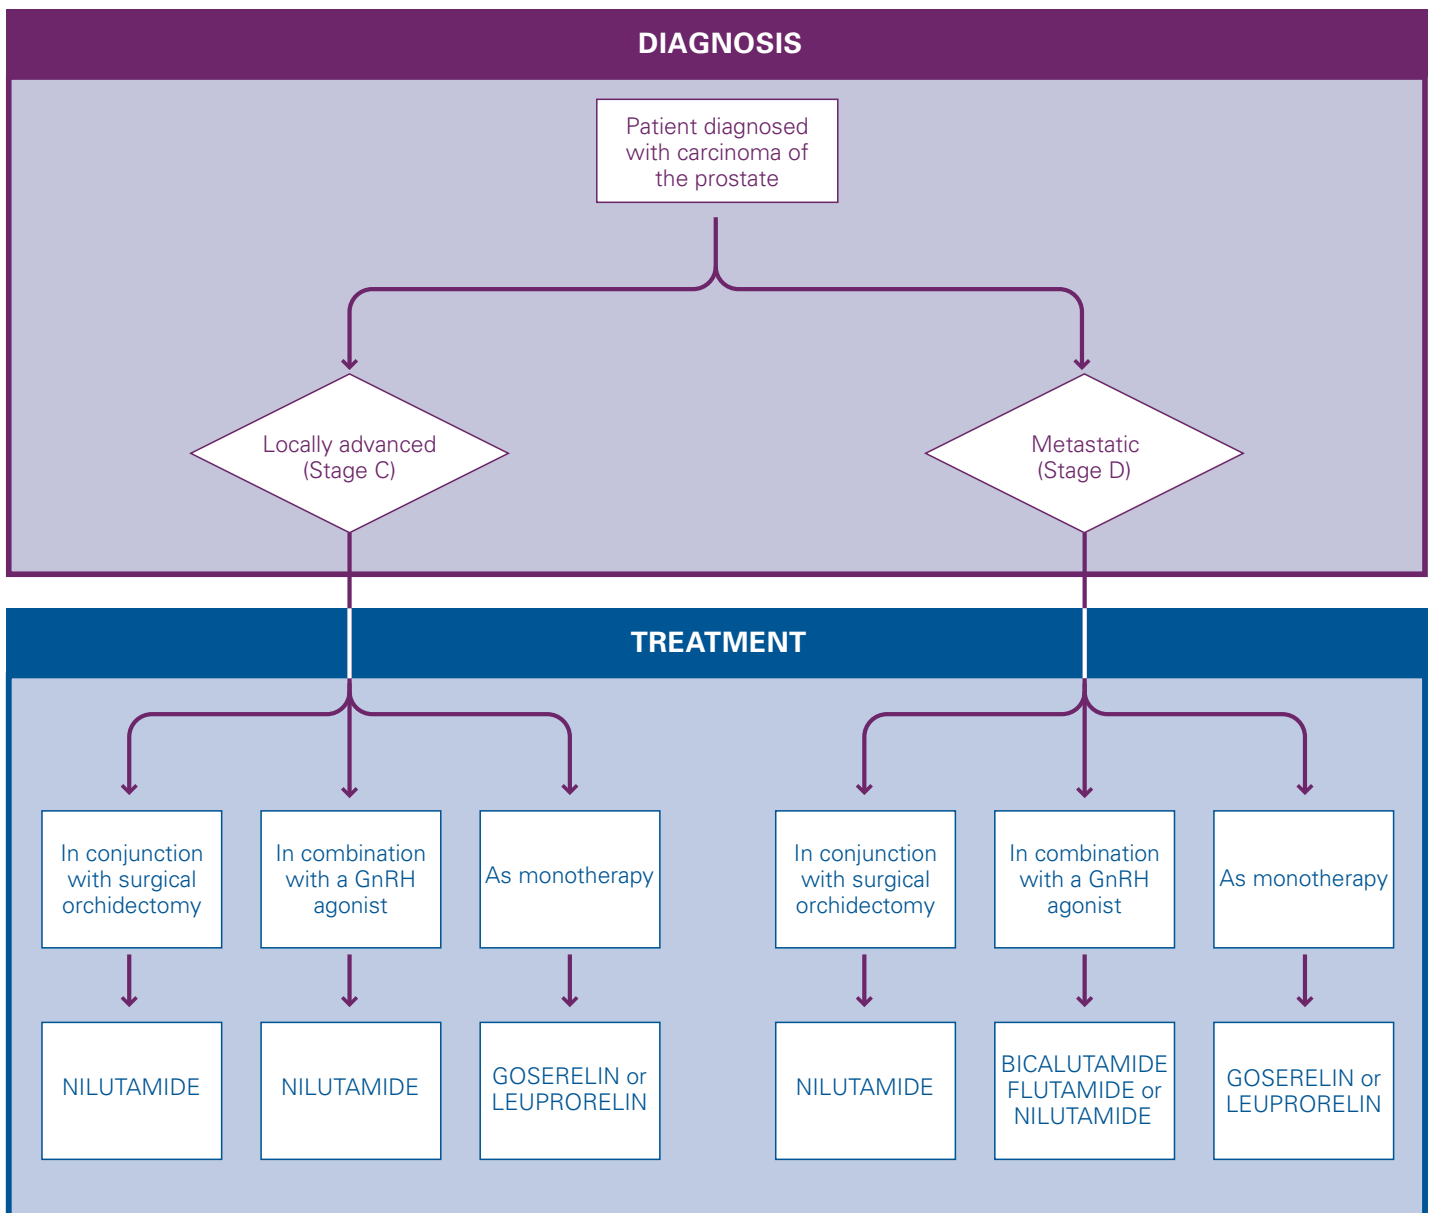 DIAGNOSIS
Patient diagnosed
with carcinoma of
the prostate
Locally advanced
(Stage C)
Metastatic
(Stage D)
TREATMENT
In conjunction
with surgical
orchidectomy
In combination
with a GnRH
agonist
As monotherapy
In conjunction
with surgical
orchidectomy
In combination
with a GnRH
agonist
As monotherapy
NILUTAMIDE
NILUTAMIDE
GOSERELIN or
LEUPRORELIN
NILUTAMIDE
BICALUTAMIDE
FLUTAMIDE or
NILUTAMIDE
GOSERELIN or
LEUPRORELIN